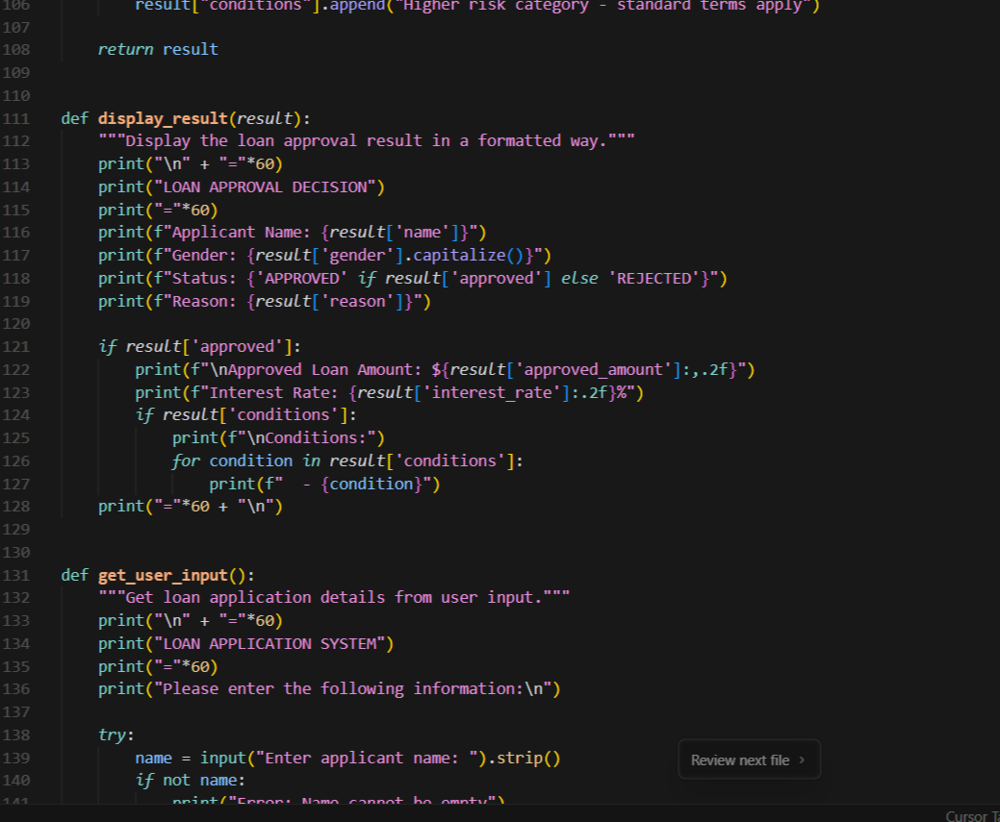 106 result["conditions"].append("Higher risk category - standard terms apply")
107
108 return result
109
110
111 def display_result(result):
112 """Display the loan approval result in a formatted way."""
113 print("\n" + "="*60)
114 print("LOAN APPROVAL DECISION")
115 print("="*60)
116 print(f"Applicant Name: {result['name']}")
117 print(f"Gender: {result['gender'].capitalize()}")
118 print(f"Status: {'APPROVED' if result['approved'] else 'REJECTED'}")
119 print(f"Reason: {result['reason']}")
120
121 if result['approved']:
122 print(f"\nApproved Loan Amount: ${result['approved_amount']:,.2f}")
123 print(f"Interest Rate: {result['interest_rate']:.2f}%")
124 if result['conditions']:
125 print(f"\nConditions:")
126 for condition in result['conditions']:
127 print(f"  - {condition}")
128 print("="*60 + "\n")
129
130
131 def get_user_input():
132 """Get loan application details from user input."""
133 print("\n" + "="*60)
134 print("LOAN APPLICATION SYSTEM")
135 print("="*60)
136 print("Please enter the following information:\n")
137
138 try:
139 name = input("Enter applicant name: ").strip()
140 if not name:
141 print("Error: Name cannot be empty")
Review next file ›
Cursor Ta